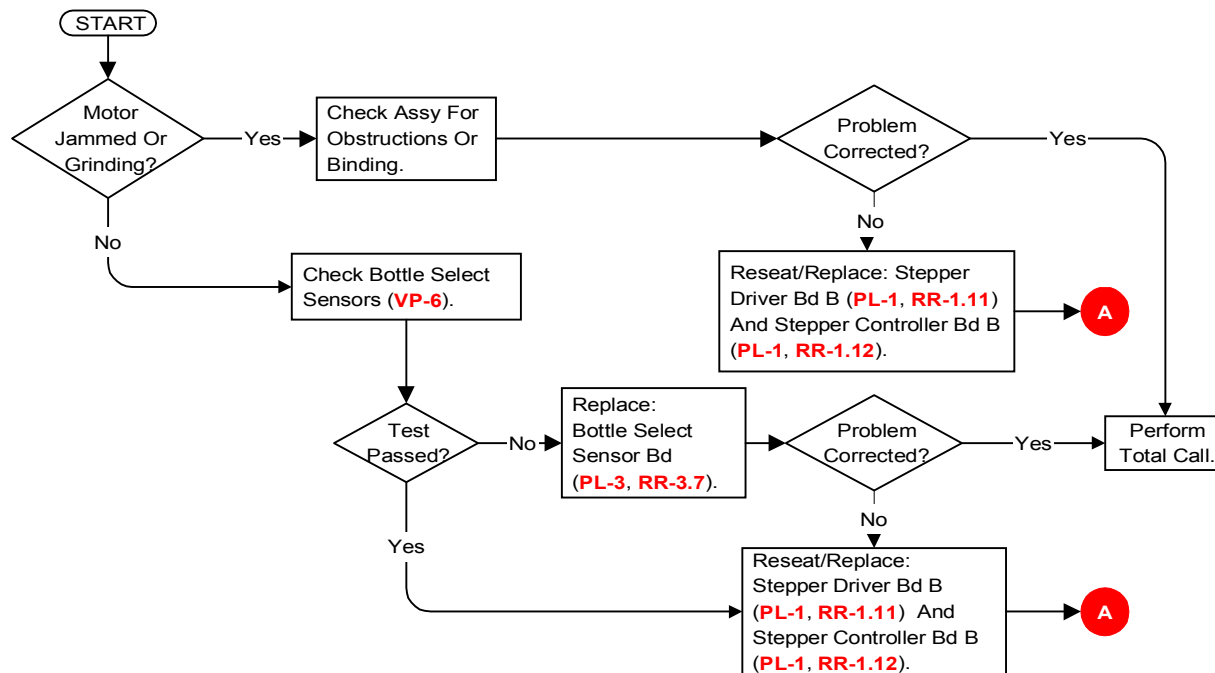 START
Motor
Jammed Or
Grinding?
Yes
Check Assy For
Obstructions Or
Binding.
Problem
Corrected?
Yes
No
No
Check Bottle Select
Sensors (VP-6).
Reseat/Replace: Stepper
Driver Bd B (PL-1, RR-1.11)
And Stepper Controller Bd B
(PL-1, RR-1.12).
A
Test
Passed?
No
Replace:
Bottle Select
Sensor Bd
(PL-3, RR-3.7).
Problem
Corrected?
Yes
Perform
Total Call.
No
Yes
Reseat/Replace:
Stepper Driver Bd B
(PL-1, RR-1.11) And
Stepper Controller Bd B
(PL-1, RR-1.12).
A